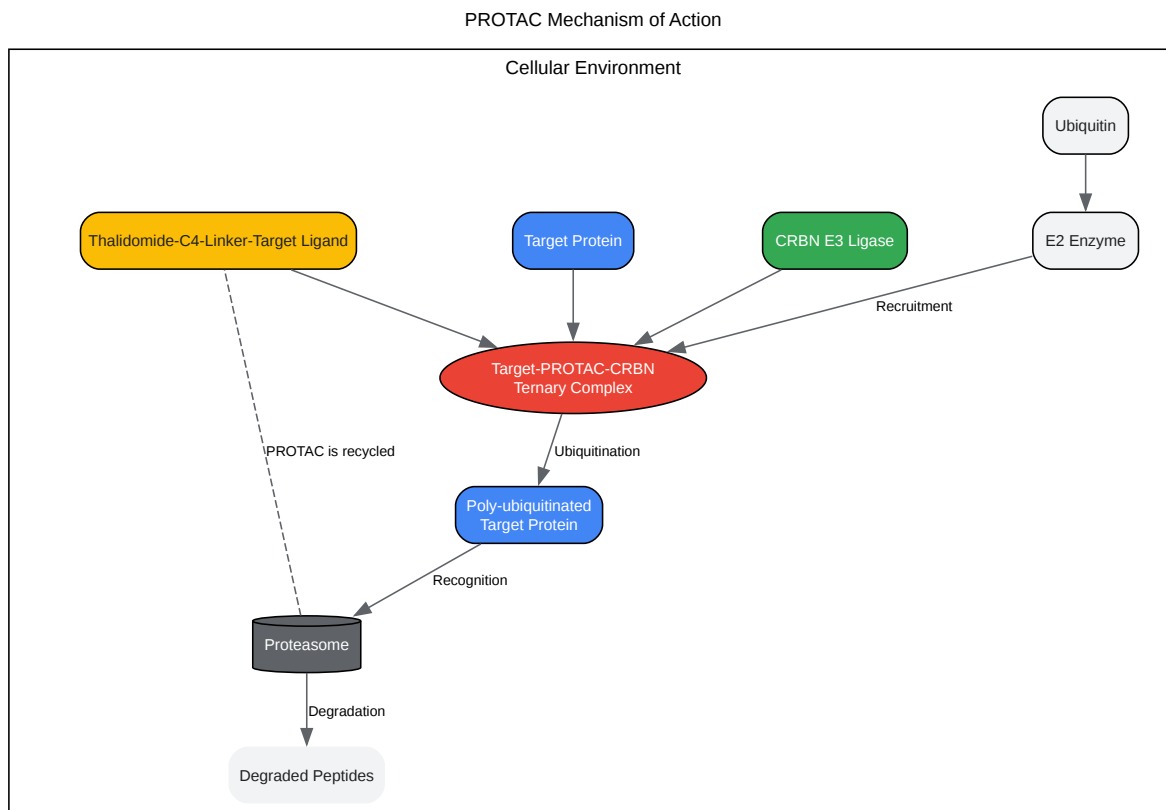 PROTAC Mechanism of Action
Cellular Environment
Ubiquitin
Thalidomide-C4-Linker-Target Ligand
Target Protein
CRBN E3 Ligase
E2 Enzyme
Recruitment
Target-PROTAC-CRBN
Ternary Complex
PROTAC is recycled
Ubiquitination
Poly-ubiquitinated
Target Protein
Recognition
Proteasome
Degradation
Degraded Peptides